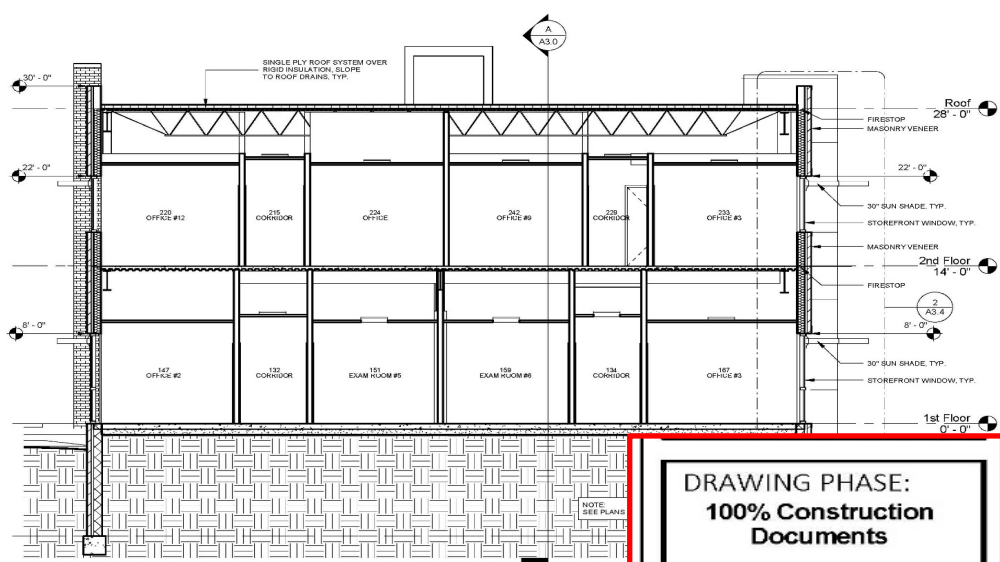 A
A3.0
SINGLE PLY ROOF SYSTEM OVER
RIGID INSULATION, SLOPE
TO ROOF DRAINS, TYP.
30' - 0"
Roof
28' - 0"
FIRESTOP
MASONRY VENEER
22' - 0"
22' - 0"
30" SUN SHADE, TYP.
220
OFFICE #12
215
CORRIDOR
224
OFFICE
242
OFFICE #9
229
CORRIDOR
233
OFFICE #3
STOREFRONT WINDOW, TYP.
MASONRY VENEER
2nd Floor
14' - 0"
FIRESTOP
2
A3.4
8' - 0"
8' - 0"
30" SUN SHADE, TYP.
147
OFFICE #2
132
CORRIDOR
151
EXAM ROOM #5
159
EXAM ROOM #6
134
CORRIDOR
167
OFFICE #3
STOREFRONT WINDOW, TYP.
1st Floor
0' - 0"
NOTE:
SEE PLANS
DRAWING PHASE:
100% Construction
Documents